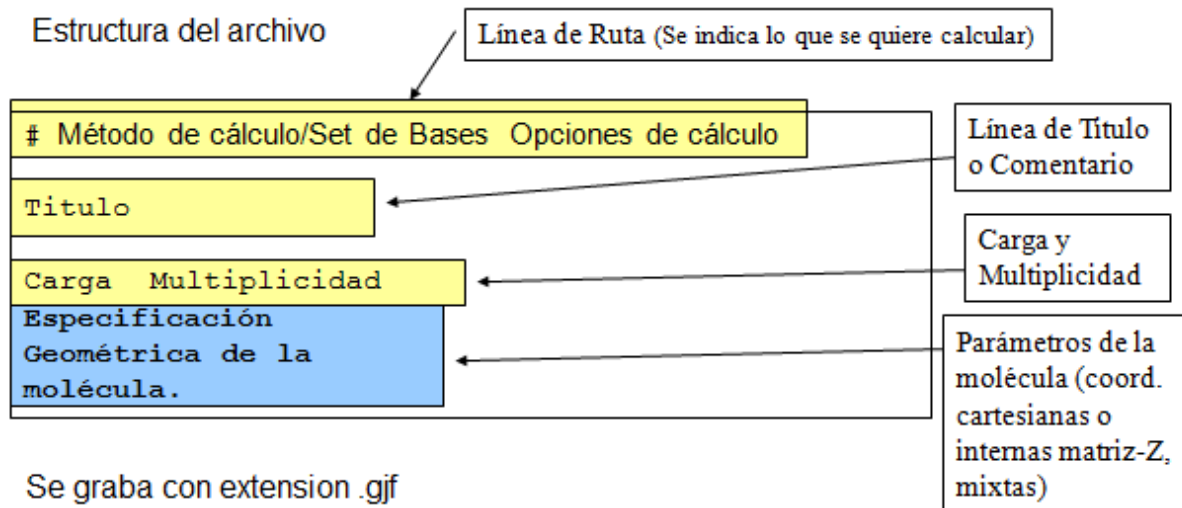 Estructura del archivo
Línea de Ruta (Se indica lo que se quiere calcular)
# Método de cálculo/Set de Bases Opciones de cálculo
Línea de Título
o Comentario
Titulo
Carga y
Multiplicidad
Carga Multiplicidad
Especificación
Geométrica de la
molécula.
Parámetros de la
molécula (coord.
cartesianas o
internas matriz-Z,
mixtas)
Se graba con extension .gjf